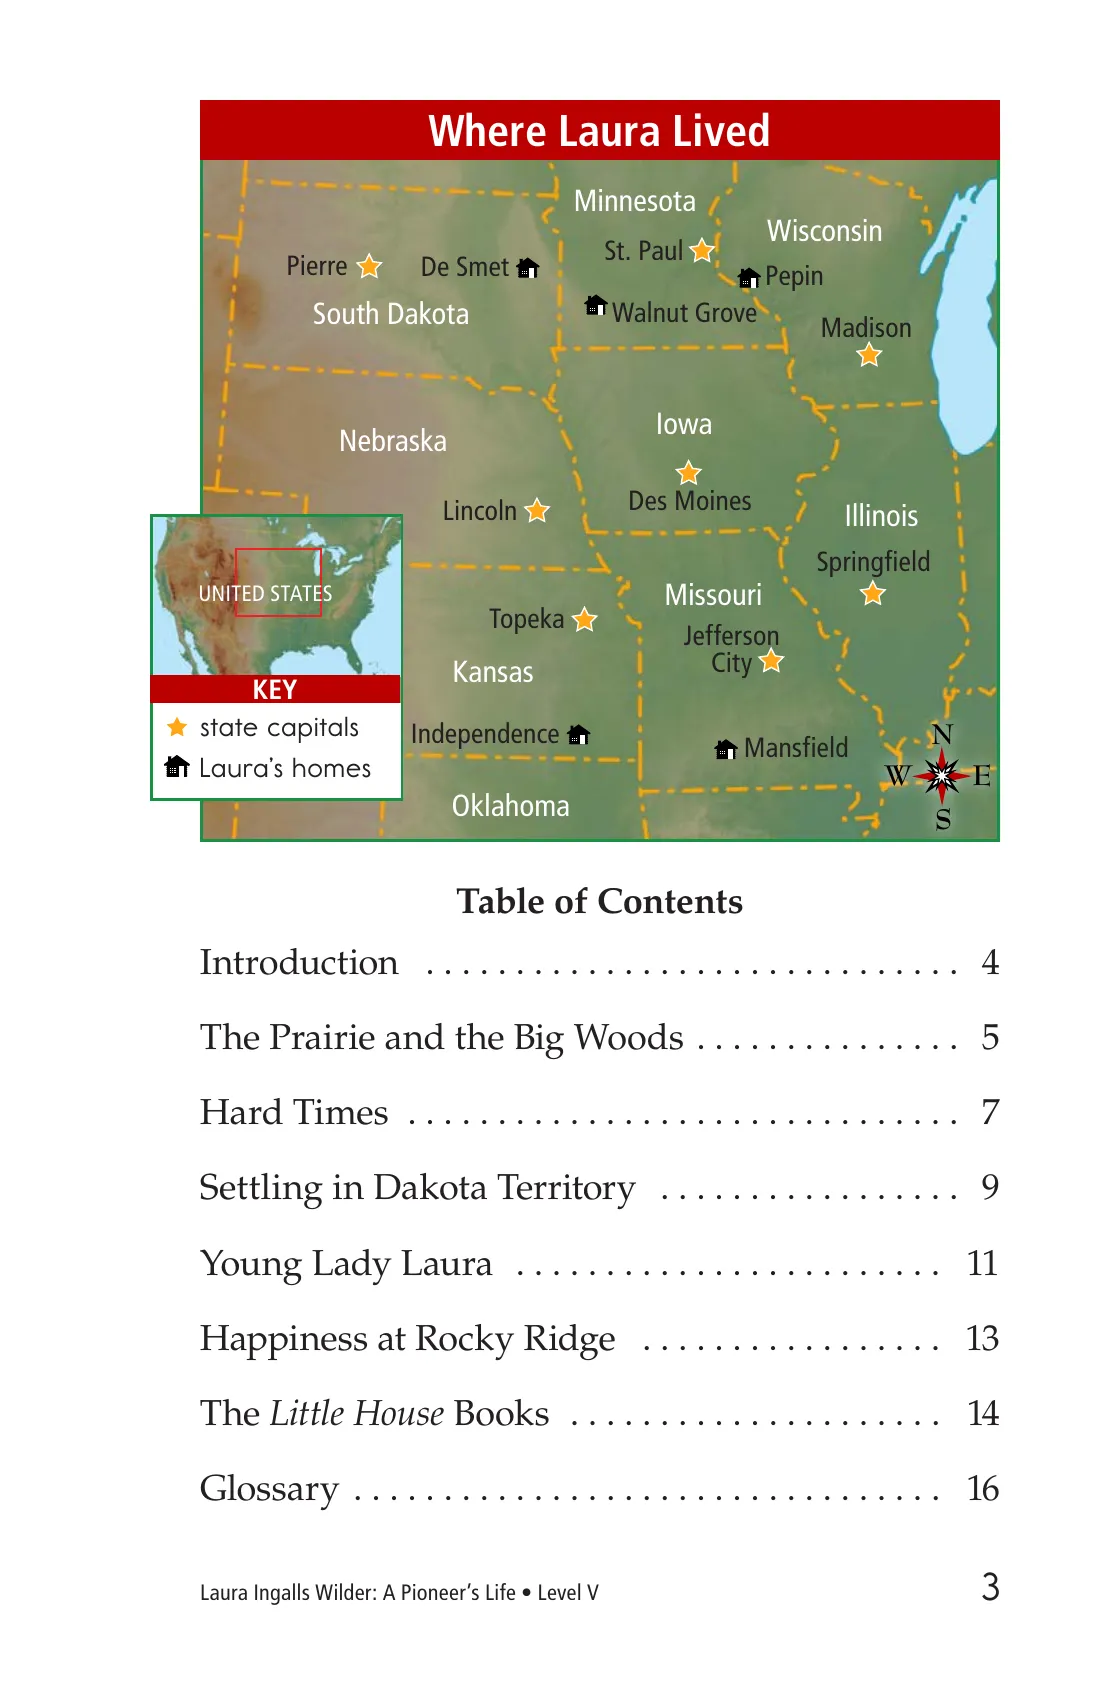 Where Laura Lived
Minnesota
Wisconsin
St. Paul
Pierre
De Smet
Pepin
South Dakota
Walnut Grove
Madison
Iowa
Nebraska
Des Moines
Lincoln
Illinois
Springfield
UNITED STATES
Missouri
Topeka
Jefferson
City
Kansas
KEY
state capitals
Laura's homes
Independence
Mansfield
N
W
E
S
Oklahoma
Table of Contents
Introduction . . . . . . . . . . . . . . . . . . . . . . . . . . . . . . 4
The Prairie and the Big Woods . . . . . . . . . . . . . . . 5
Hard Times . . . . . . . . . . . . . . . . . . . . . . . . . . . . . . . 7
Settling in Dakota Territory . . . . . . . . . . . . . . . . . 9
Young Lady Laura . . . . . . . . . . . . . . . . . . . . . . . . 11
Happiness at Rocky Ridge . . . . . . . . . . . . . . . . . 13
The Little House Books . . . . . . . . . . . . . . . . . . . . . 14
Glossary . . . . . . . . . . . . . . . . . . . . . . . . . . . . . . . . . 16
Laura Ingalls Wilder: A Pioneer's Life • Level V
3